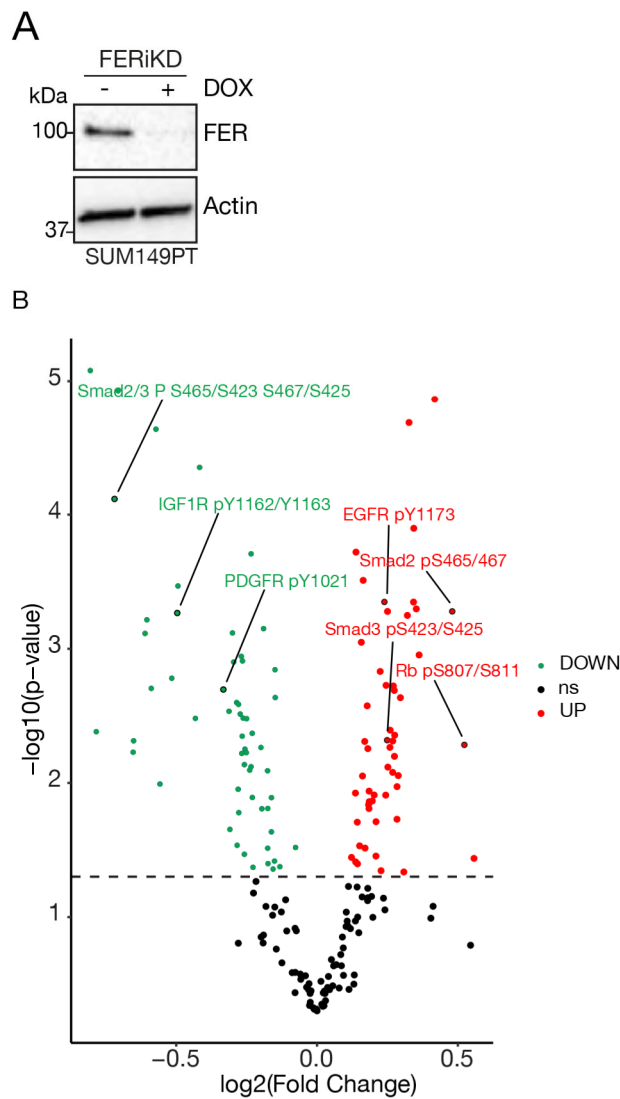 A
FERiKD
- +
DOX
kDa
100
FER
Actin
37
SUM149PT
B
5
Smad2/3 P S465/S423 S467/S425
4
IGF1R pY1162/Y1163
EGFR pY1173
Smad2 pS465/467
PDGFR pY1021
3
Smad3 pS423/S425
Rb pS807/S811
DOWN
ns
UP
−log10(p−value)
2
1
−0.5 0.0 0.5
log2(Fold Change)